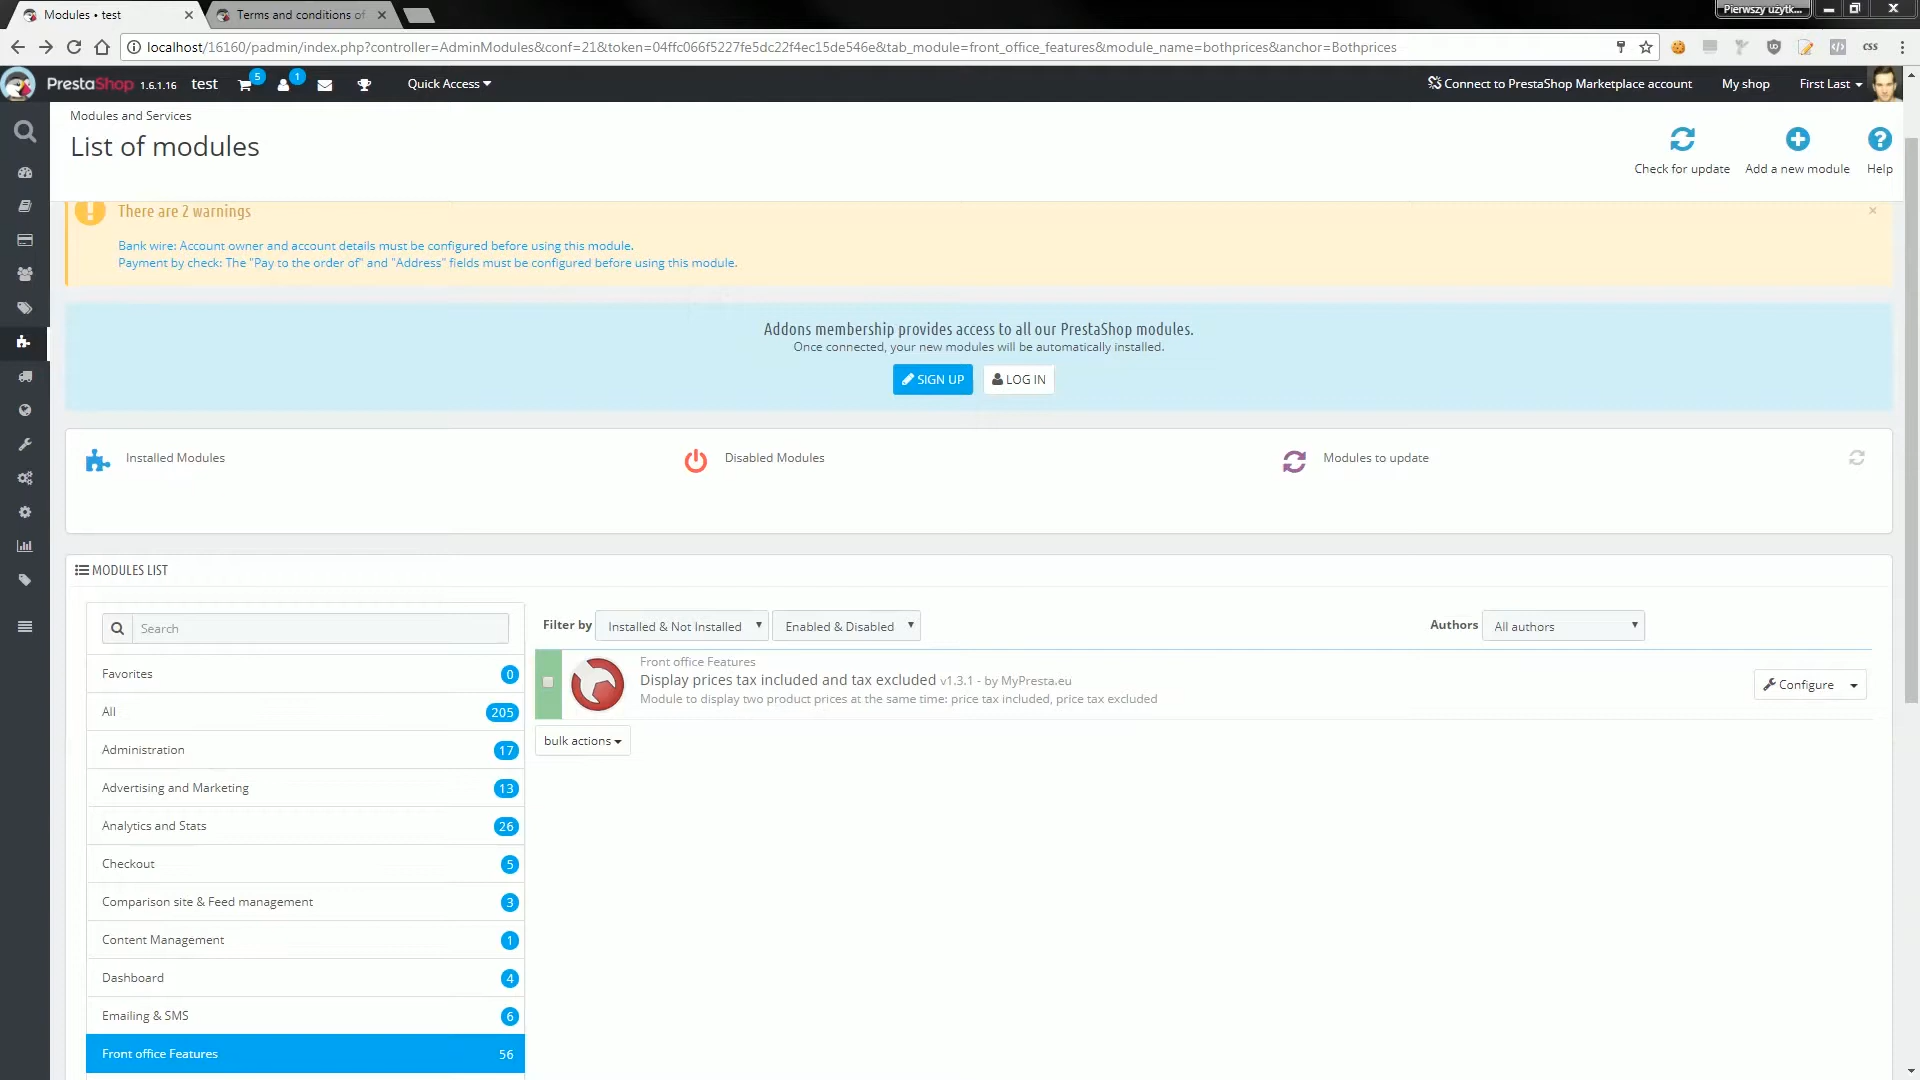 Modules • test
Terms and conditions of
Pierwszy użytk...
localhost/16160/padmin/index.php?controller=AdminModules&conf=21&token=04ffc066f5227fe5dc22f4ec15de546e&tab_module=front_office_features&module_name=bothprices&anchor=Bothprices
css
PrestaShop 1.6.1.16 test 5 1 Quick Access
Connect to PrestaShop Marketplace account My shop First Last
Modules and Services
List of modules
Check for update Add a new module Help
There are 2 warnings
Bank wire: Account owner and account details must be configured before using this module.
Payment by check: The "Pay to the order of" and "Address" fields must be configured before using this module.
Addons membership provides access to all our PrestaShop modules.
Once connected, your new modules will be automatically installed.
SIGN UP LOG IN
Installed Modules Disabled Modules Modules to update
MODULES LIST
Search
Filter by Installed & Not Installed Enabled & Disabled Authors All authors
Favorites 0
All 205
Administration 17
Advertising and Marketing 13
Analytics and Stats 26
Checkout 5
Comparison site & Feed management 3
Content Management 1
Dashboard 4
Emailing & SMS 6
Front office Features 56
Front office Features
Display prices tax included and tax excluded v1.3.1 - by MyPresta.eu
Module to display two product prices at the same time: price tax included, price tax excluded
Configure
bulk actions